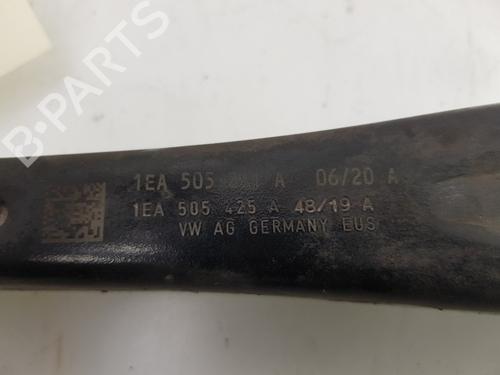 B-PARTS
1EA 505 A 06/20 A
1EA 505 425 A 48/19 A
VW AG GERMANY EUS